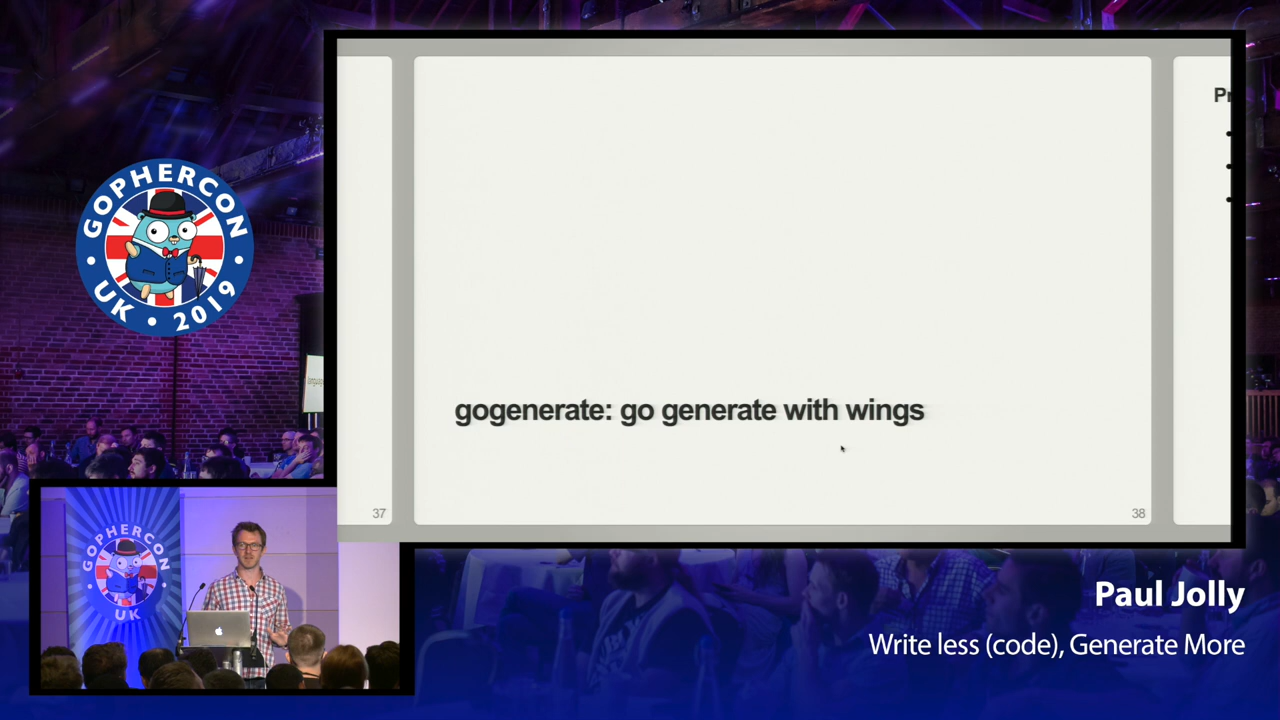 GOPHERCON
UK • 2019
Pr
gogenerate: go generate with wings
37
38
GOPHERCON
UK
Paul Jolly
Write less (code), Generate More